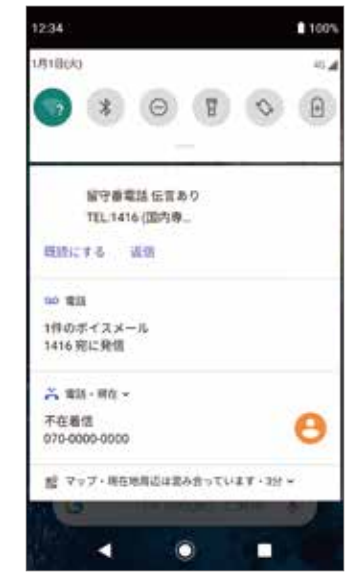 12:34 100%
1月1日(火) 4G
留守番電話 伝言あり
TEL:1416 (国内専...
既読にする 返信
電話
1件のボイスメール
1416 宛に発信
電話・現在
不在着信
070-0000-0000
マップ・現在地周辺は混み合っています・3分